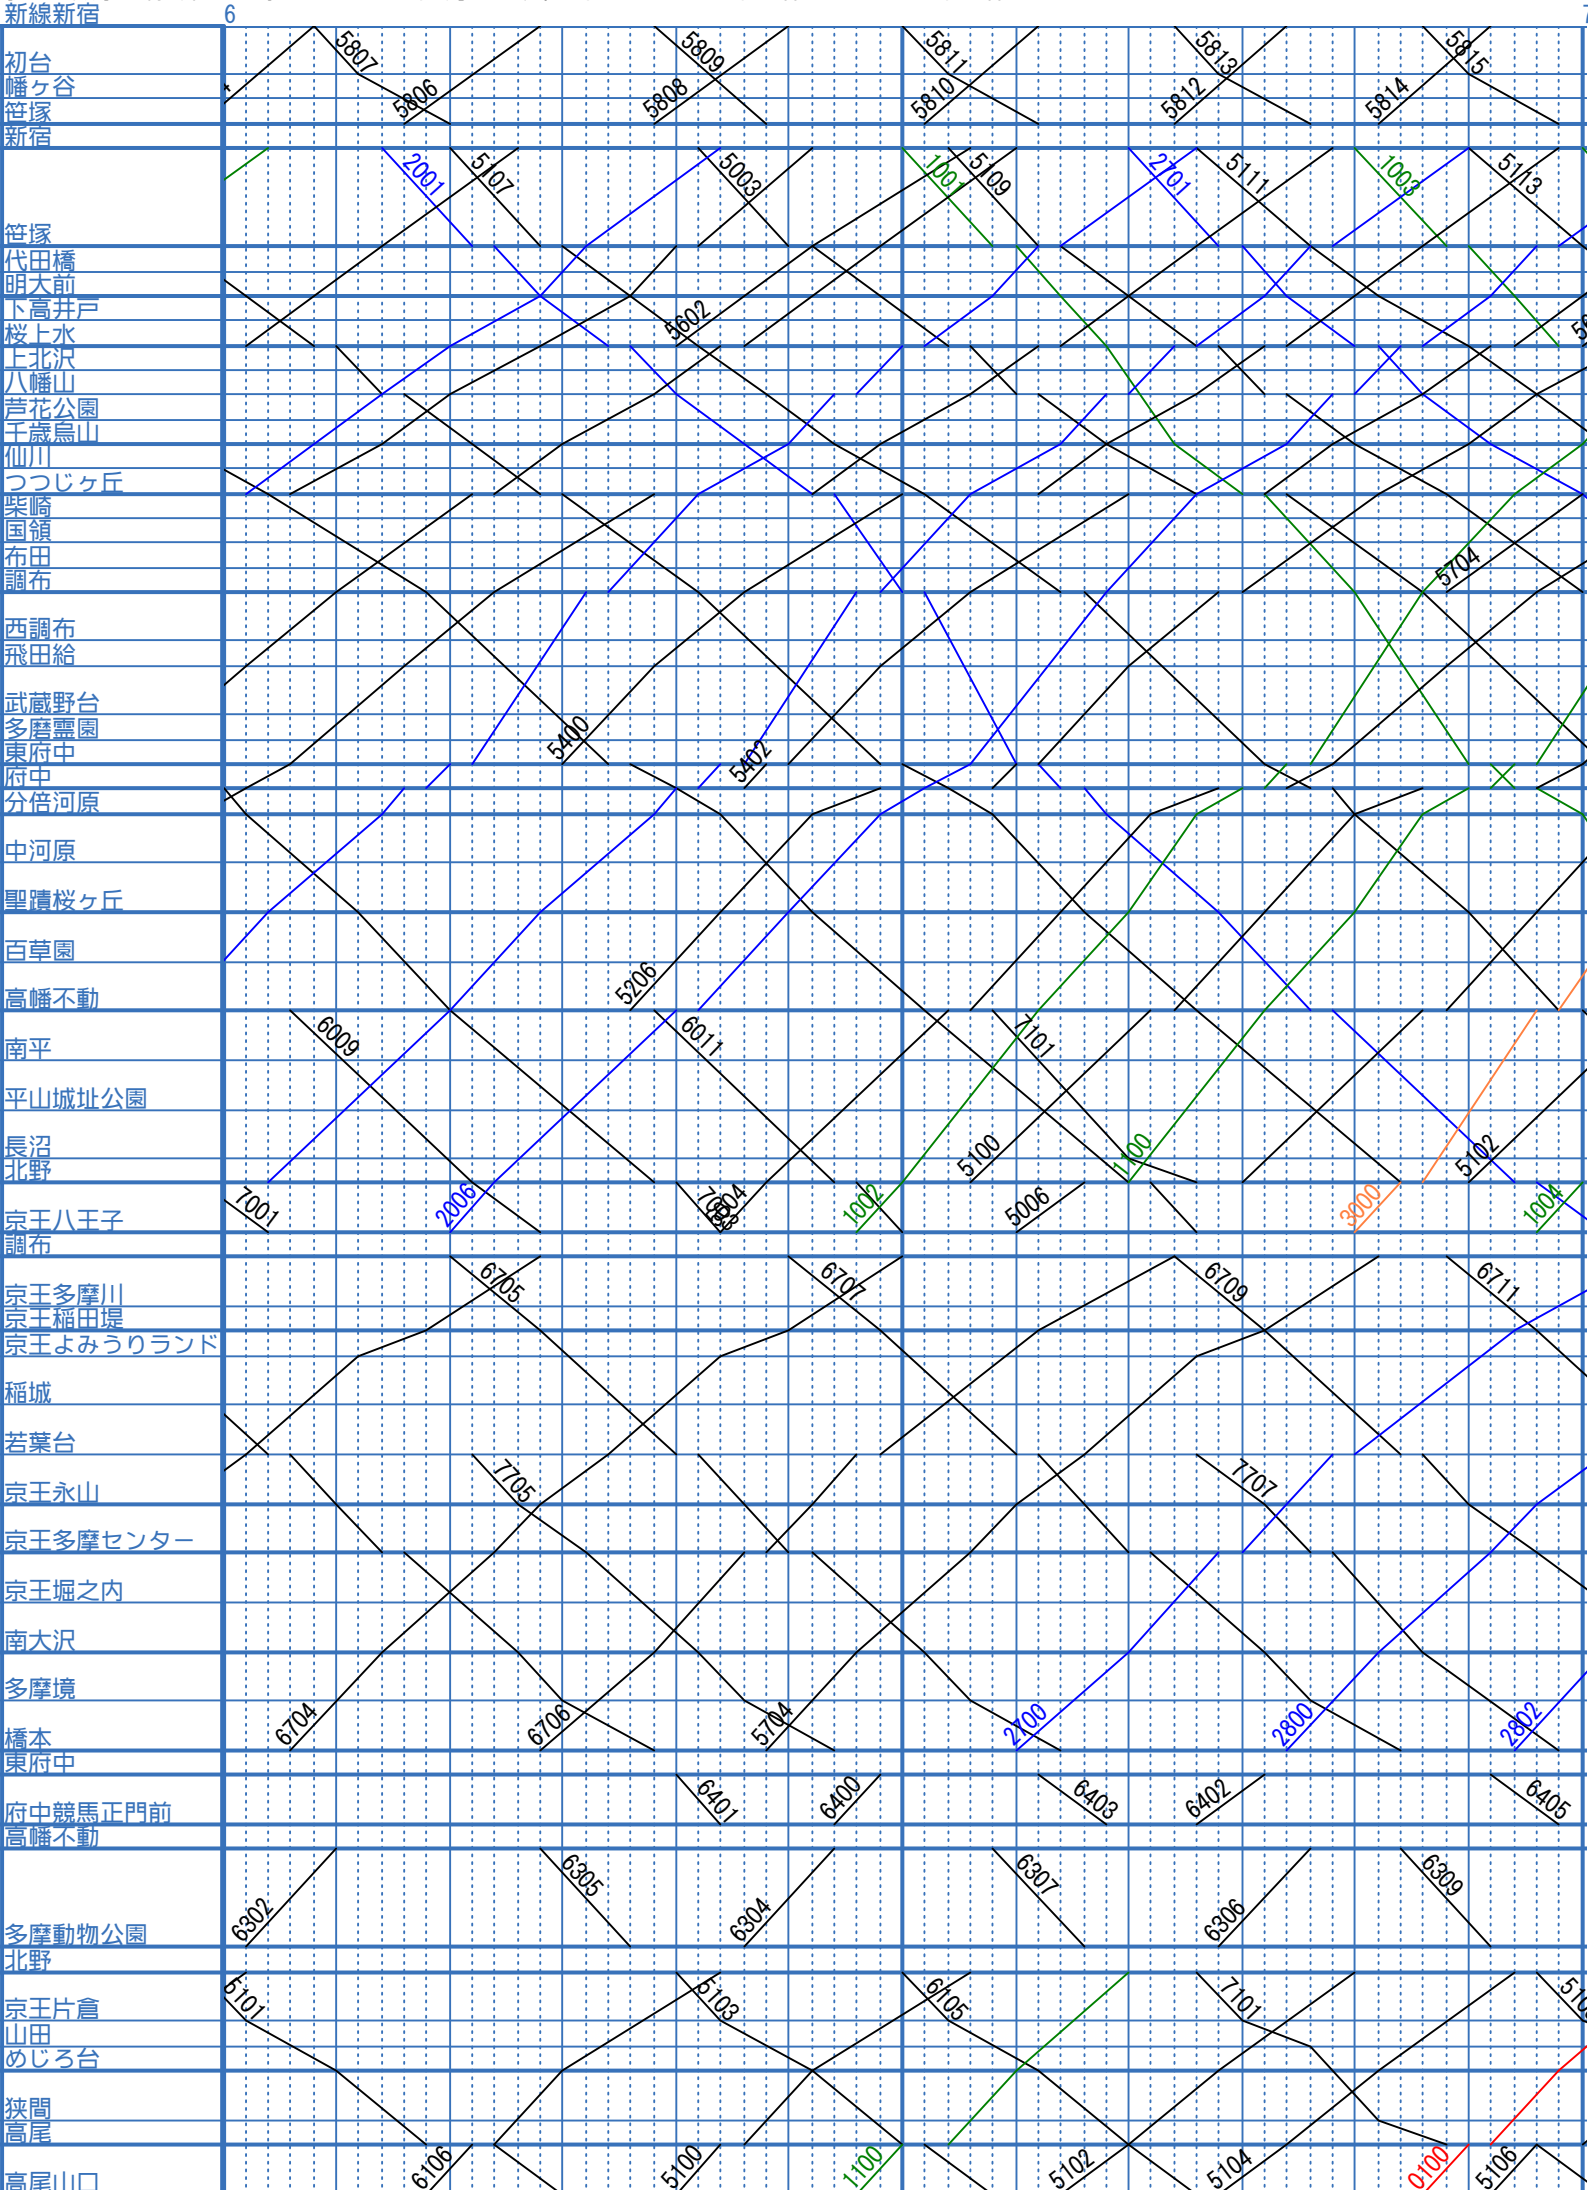 新線新宿 6
初台
幡ヶ谷
笹塚
5807 5809 5811 5813 5815
5806 5808 5810 5812 5814
新宿
笹塚
2001 5107 5003 1001 5109 2701 5111 1003 5113
代田橋
明大前
下高井戸
桜上水
5602
上北沢
八幡山
芦花公園
千歳烏山
仙川
つつじヶ丘
柴崎
国領
布田
調布
5704
西調布
飛田給
武蔵野台
多磨霊園
東府中
5400 5402
府中
分倍河原
中河原
聖蹟桜ヶ丘
百草園
高幡不動
5206
南平
6009 6011 7101
平山城址公園
長沼
北野
5100 1100 5102
京王八王子
7001 2006 1002 5006 3000 1004
調布
京王多摩川
京王稲田堤
6705 6707 6709 6711
京王よみうりランド
稲城
若葉台
京王永山
7705 7707
京王多摩センター
京王堀之内
南大沢
多摩境
橋本
6704 6706 5704 2700 2800 2802
東府中
府中競馬正門前
6401 6400 6403 6402 6405
高幡不動
多摩動物公園
6302 6305 6304 6307 6306 6309
北野
京王片倉
5101 5103 6105 7101
山田
めじろ台
狭間
高尾
高尾山口
6106 5100 1100 5102 5104 0100 5106